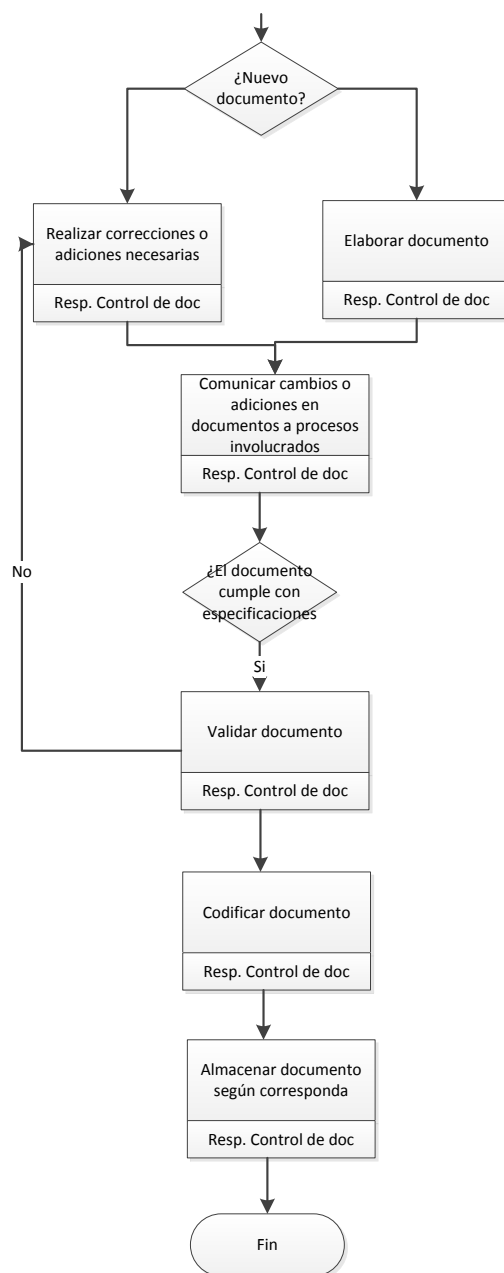 ¿Nuevo
documento?
Realizar correcciones o
adiciones necesarias
Resp. Control de doc
Elaborar documento
Resp. Control de doc
Comunicar cambios o
adiciones en
documentos a procesos
involucrados
Resp. Control de doc
¿El documento
cumple con
especificaciones
No
Si
Validar documento
Resp. Control de doc
Codificar documento
Resp. Control de doc
Almacenar documento
según corresponda
Resp. Control de doc
Fin